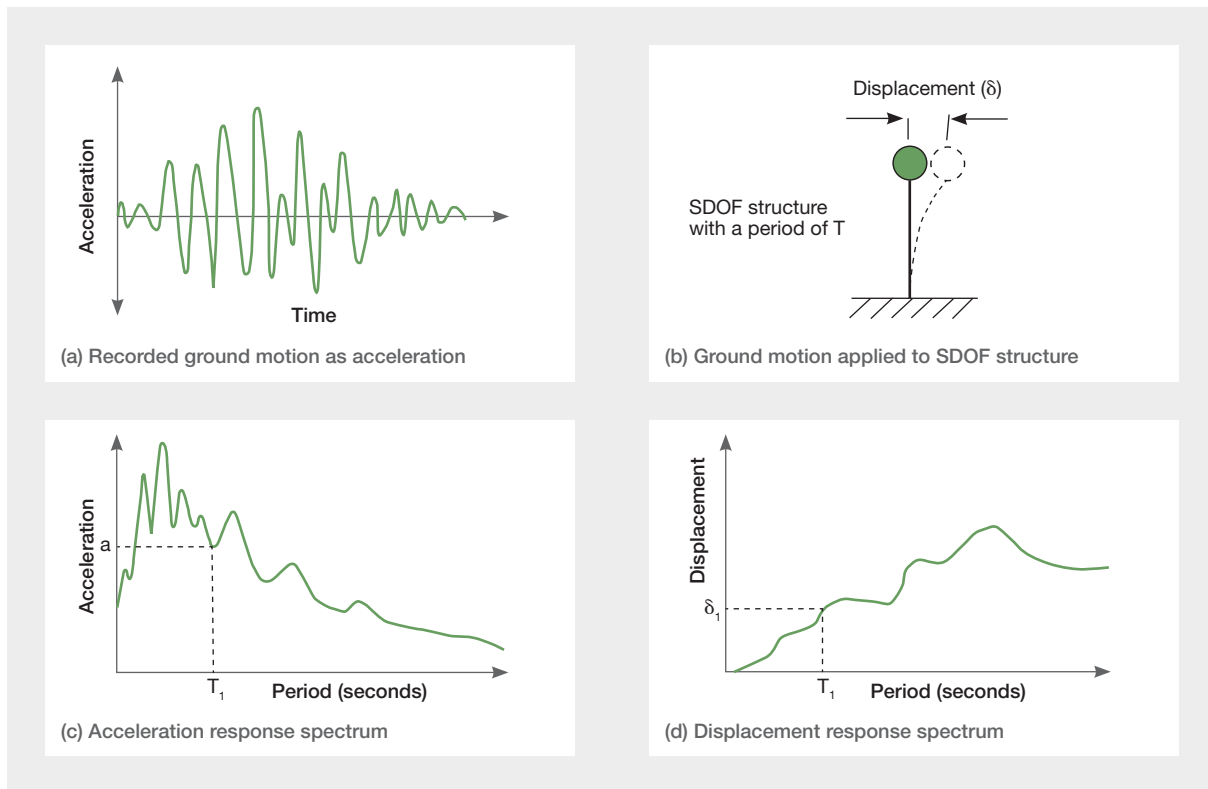 Acceleration
Time
(a) Recorded ground motion as acceleration
Displacement (δ)
SDOF structure
with a period of T
(b) Ground motion applied to SDOF structure
Acceleration
a
T₁
Period (seconds)
(c) Acceleration response spectrum
Displacement
δ₁
T₁
Period (seconds)
(d) Displacement response spectrum